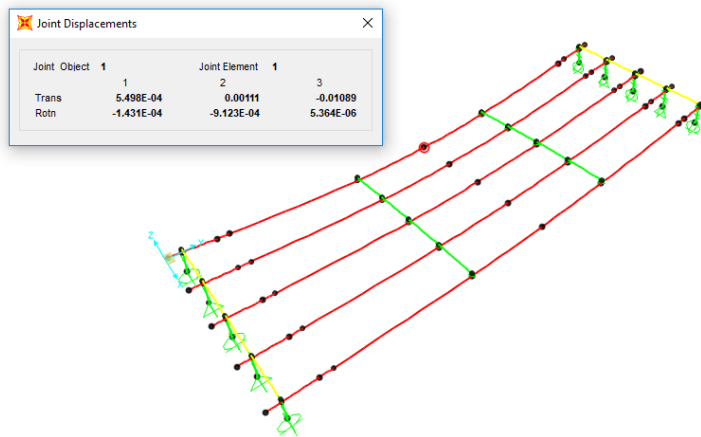 Joint Displacements
Joint Object 1 Joint Element 1
1 2 3
Trans 5.498E-04 0.00111 -0.01089
Rotn -1.431E-04 -9.123E-04 5.364E-06
Z
Y
X